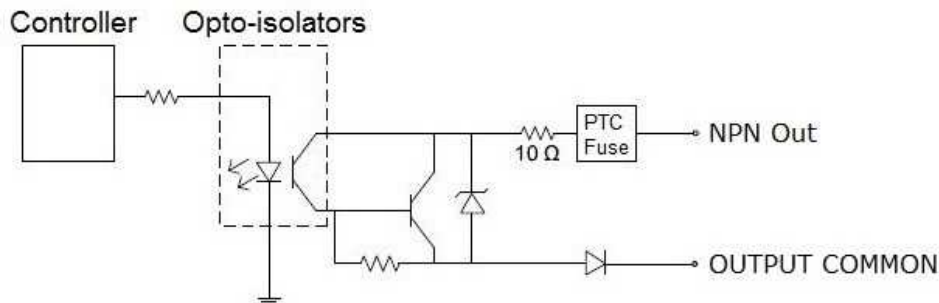 Controller
Opto-isolators
10 Ω
PTC
Fuse
NPN Out
OUTPUT COMMON